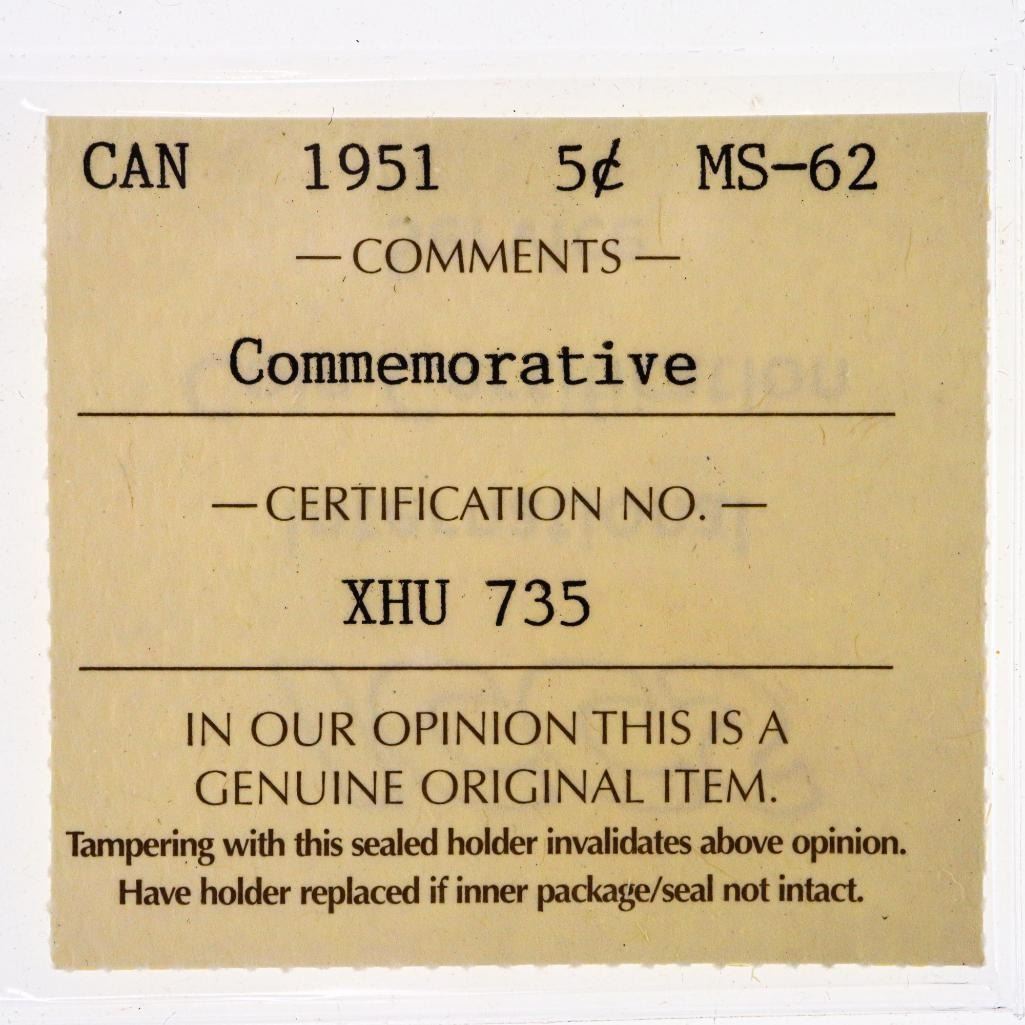 CAN 1951 5¢ MS-62
— COMMENTS —
Commemorative
— CERTIFICATION NO. —
XHU 735
IN OUR OPINION THIS IS A
GENUINE ORIGINAL ITEM.
Tampering with this sealed holder invalidates above opinion.
Have holder replaced if inner package/seal not intact.